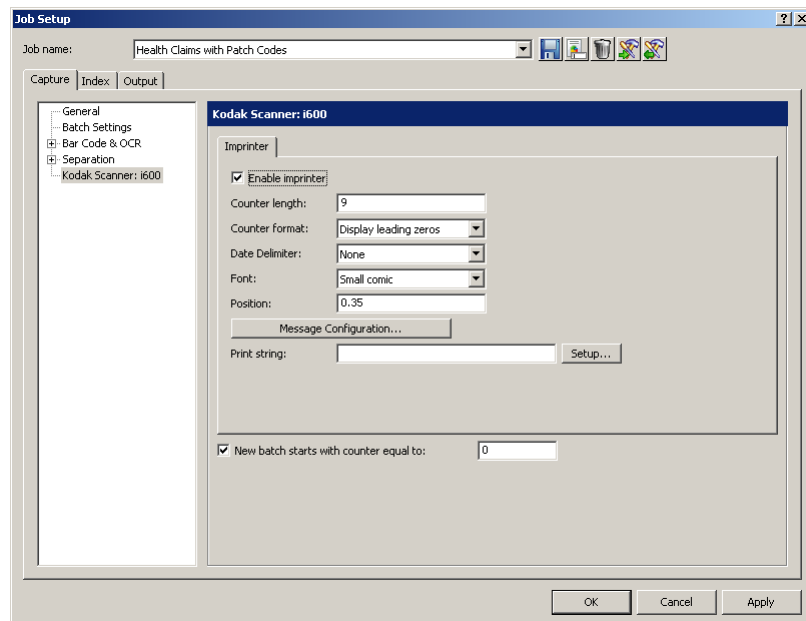 Job Setup
Job name: Health Claims with Patch Codes
Capture Index Output
General
Batch Settings
Bar Code & OCR
Separation
Kodak Scanner: i600
Kodak Scanner: i600
Imprinter
Enable imprinter
Counter length: 9
Counter format: Display leading zeros
Date Delimiter: None
Font: Small comic
Position: 0.35
Message Configuration...
Print string: Setup...
New batch starts with counter equal to: 0
OK Cancel Apply